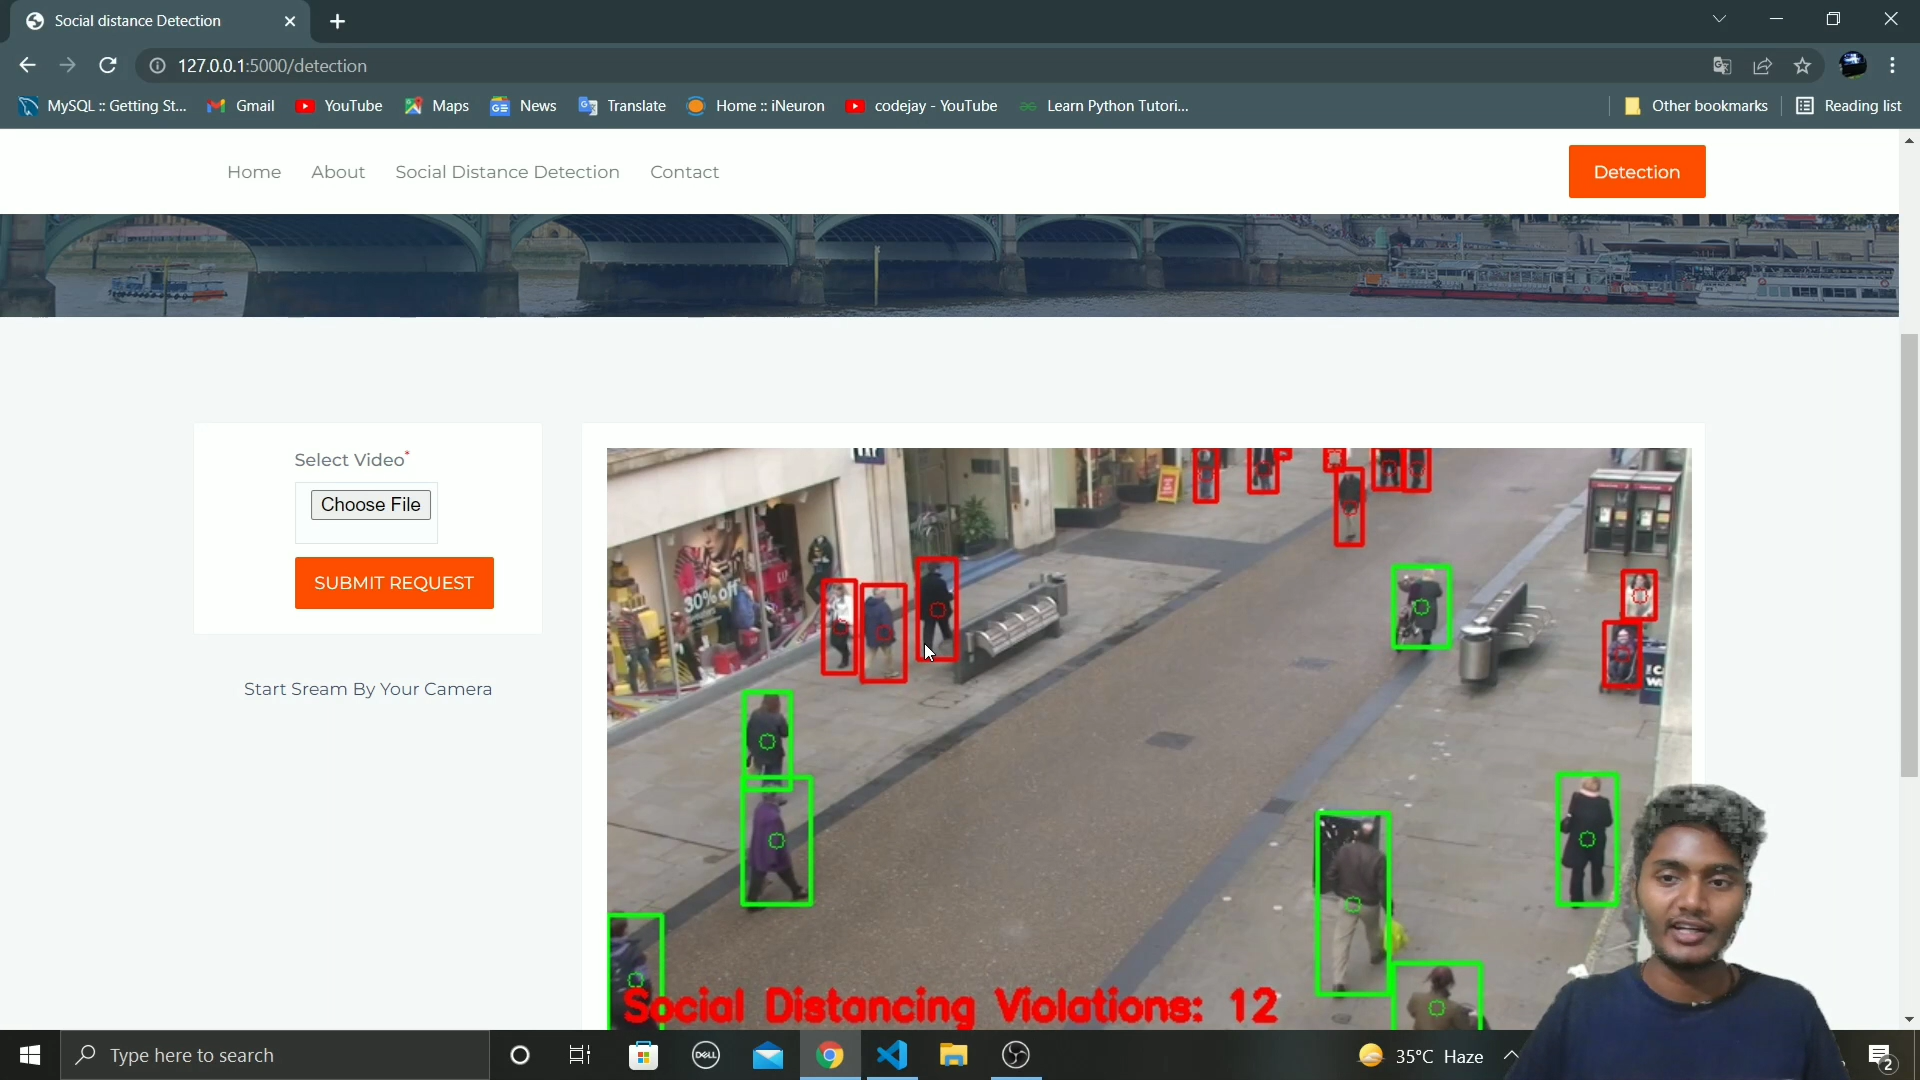 Social distance Detection
127.0.0.1:5000/detection
MySQL :: Getting St... Gmail YouTube Maps News Translate Home :: iNeuron codejay - YouTube Learn Python Tutori... Other bookmarks Reading list
Home About Social Distance Detection Contact Detection
Select Video*
Choose File
SUBMIT REQUEST
Start Sream By Your Camera
30% off
Social Distancing Violations: 12
Type here to search
DELL
35°C Haze
2